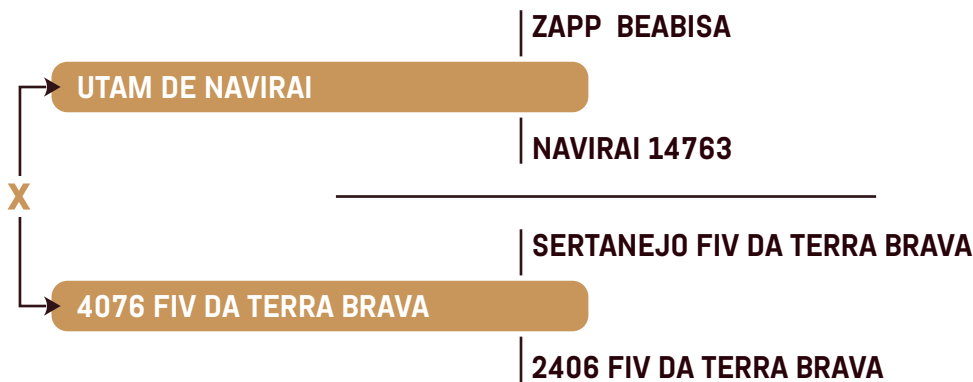 ZAPP BEABISA
UTAM DE NAVIRAI
NAVIRAI 14763
X
SERTANEJO FIV DA TERRA BRAVA
4076 FIV DA TERRA BRAVA
2406 FIV DA TERRA BRAVA